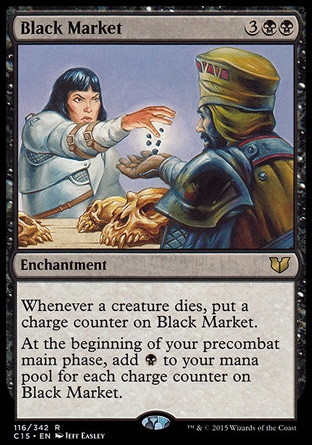 Black Market 3
Enchantment
Whenever a creature dies, put a
charge counter on Black Market.
At the beginning of your precombat
main phase, add to your mana
pool for each charge counter on
Black Market.
116/342 R
C15 • EN Jeff Easley
™ & © 2015 Wizards of the Coast